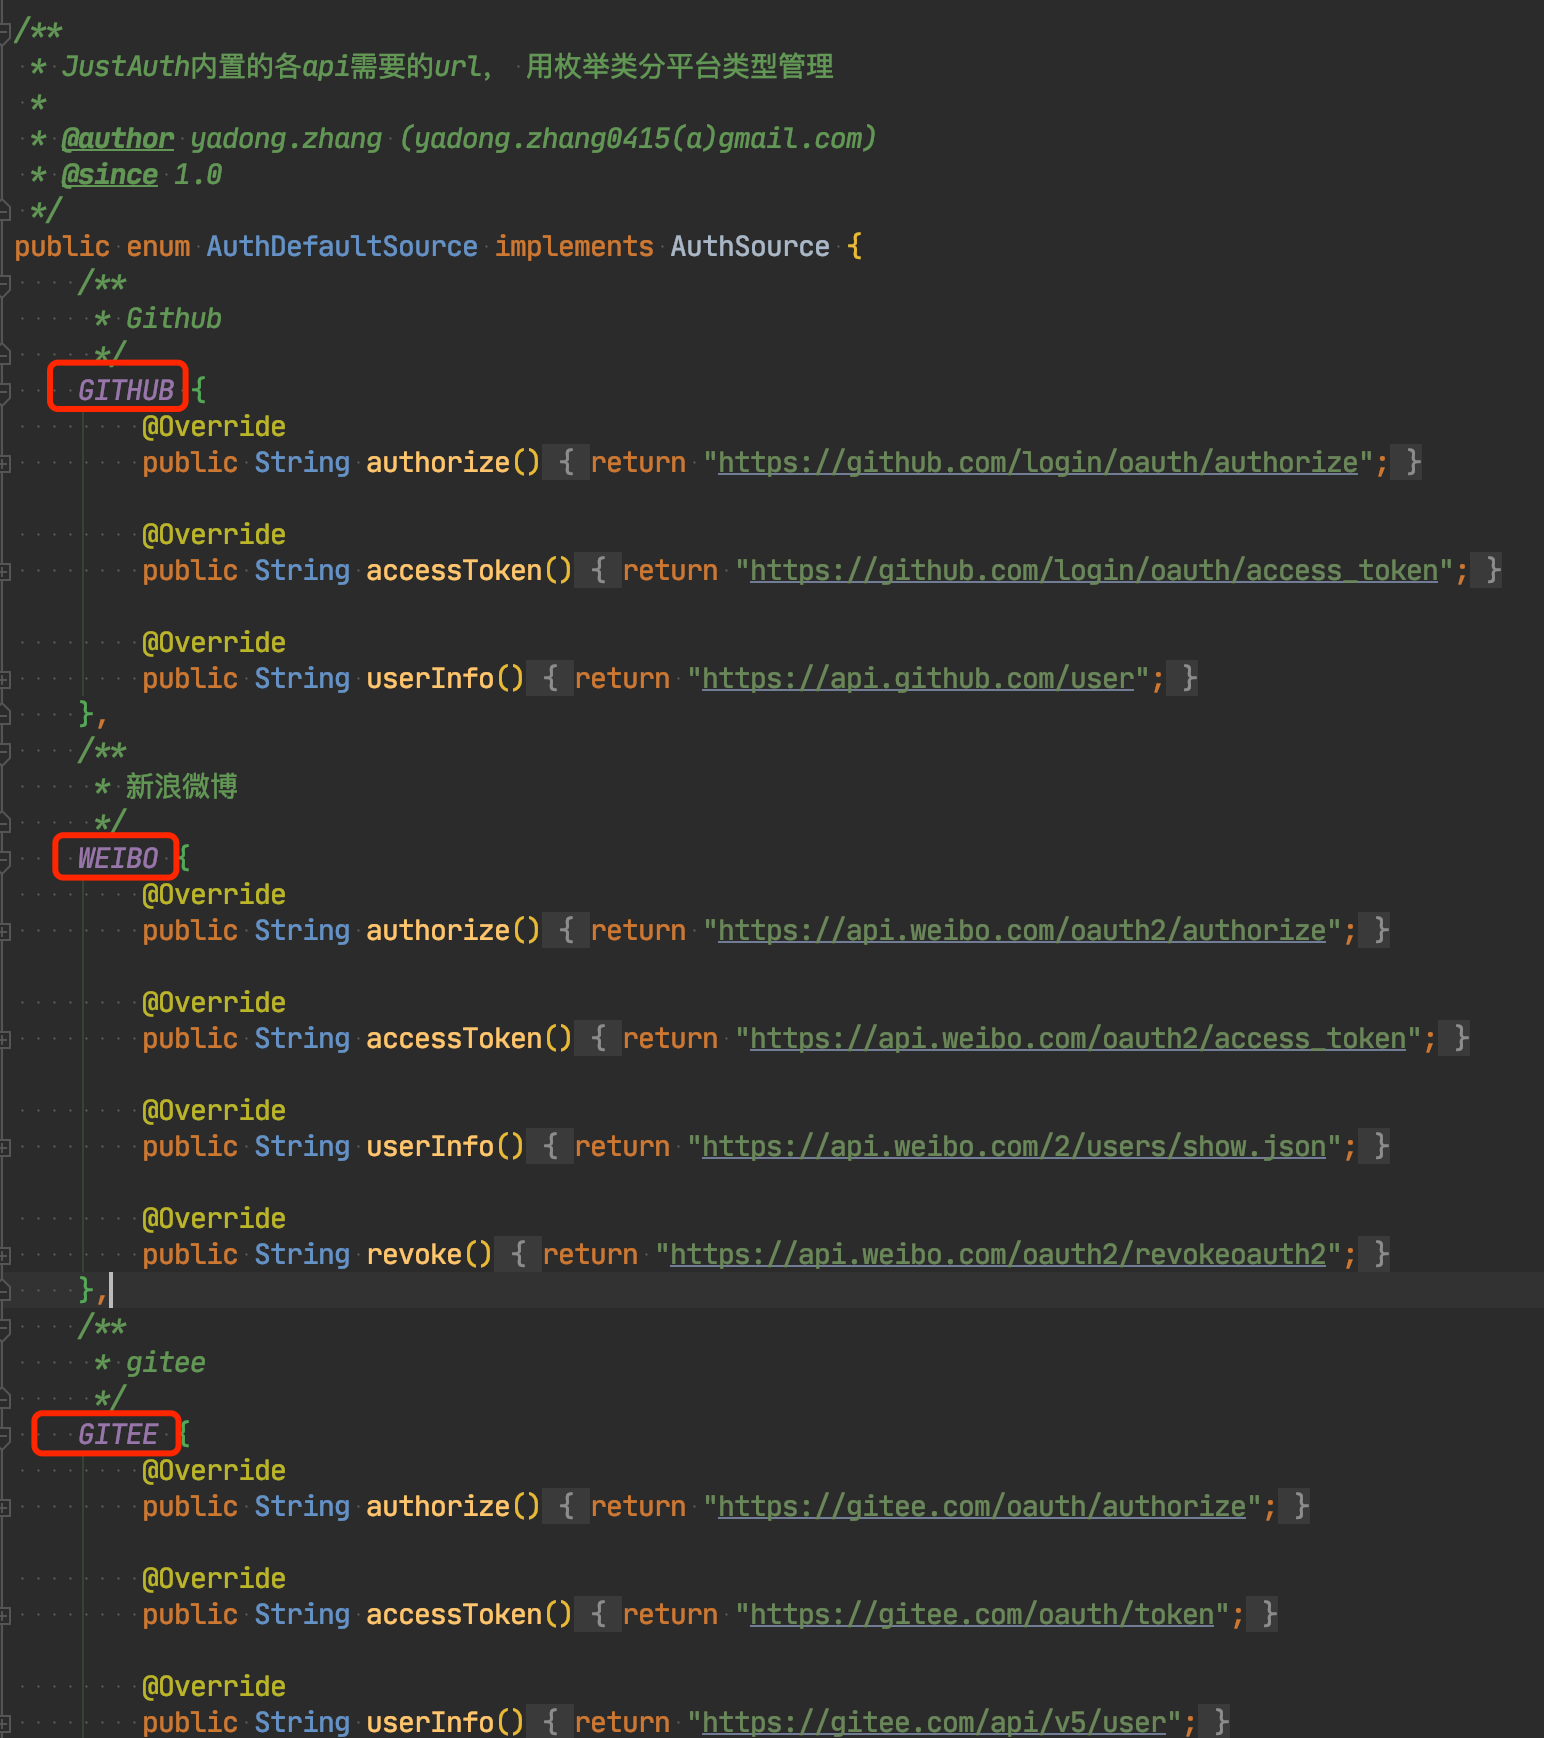 /**
 * JustAuth内置的各api需要的url， 用枚举类分平台类型管理
 *
 * @author yadong.zhang (yadong.zhang0415(a)gmail.com)
 * @since 1.0
 */
public enum AuthDefaultSource implements AuthSource {
    /**
     * Github
     */
    GITHUB {
        @Override
        public String authorize() { return "https://github.com/login/oauth/authorize"; }

        @Override
        public String accessToken() { return "https://github.com/login/oauth/access_token"; }

        @Override
        public String userInfo() { return "https://api.github.com/user"; }
    },
    /**
     * 新浪微博
     */
    WEIBO {
        @Override
        public String authorize() { return "https://api.weibo.com/oauth2/authorize"; }

        @Override
        public String accessToken() { return "https://api.weibo.com/oauth2/access_token"; }

        @Override
        public String userInfo() { return "https://api.weibo.com/2/users/show.json"; }

        @Override
        public String revoke() { return "https://api.weibo.com/oauth2/revokeoauth2"; }
    },
    /**
     * gitee
     */
    GITEE {
        @Override
        public String authorize() { return "https://gitee.com/oauth/authorize"; }

        @Override
        public String accessToken() { return "https://gitee.com/oauth/token"; }

        @Override
        public String userInfo() { return "https://gitee.com/api/v5/user"; }